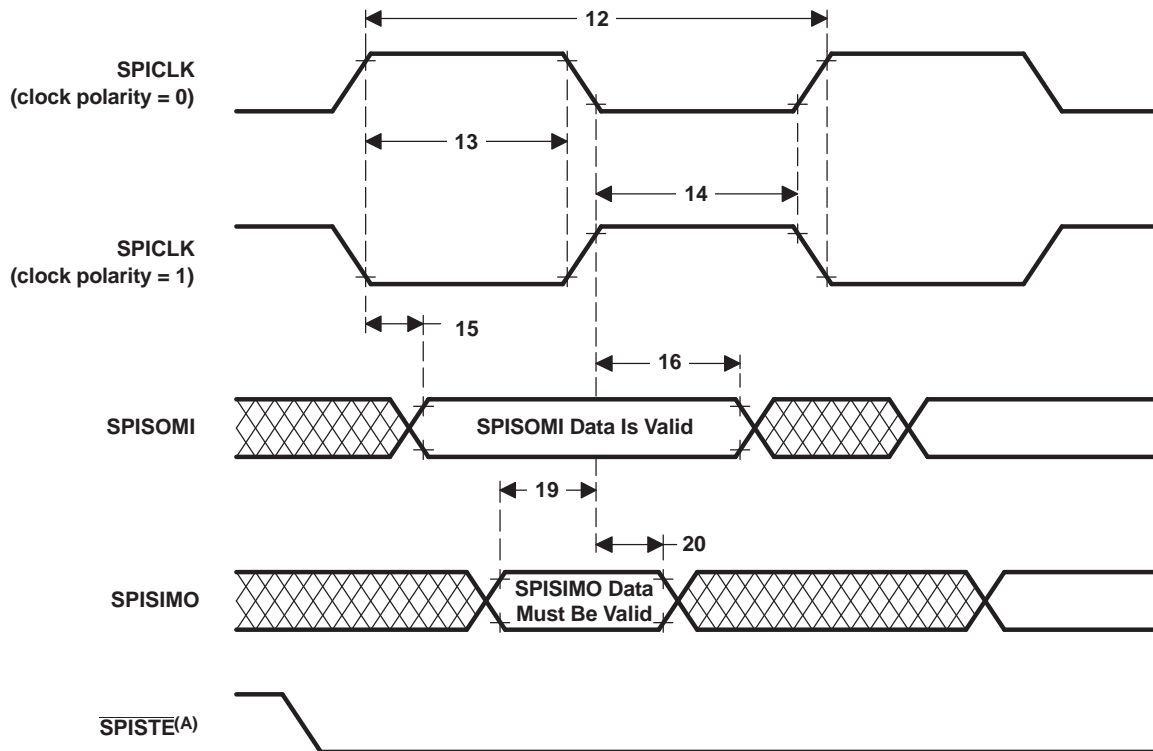 12
SPICLK
(clock polarity = 0)
13
14
SPICLK
(clock polarity = 1)
15
16
SPISOMI
SPISOMI Data Is Valid
19
20
SPISIMO
SPISIMO Data
Must Be Valid
SPISTE(A)